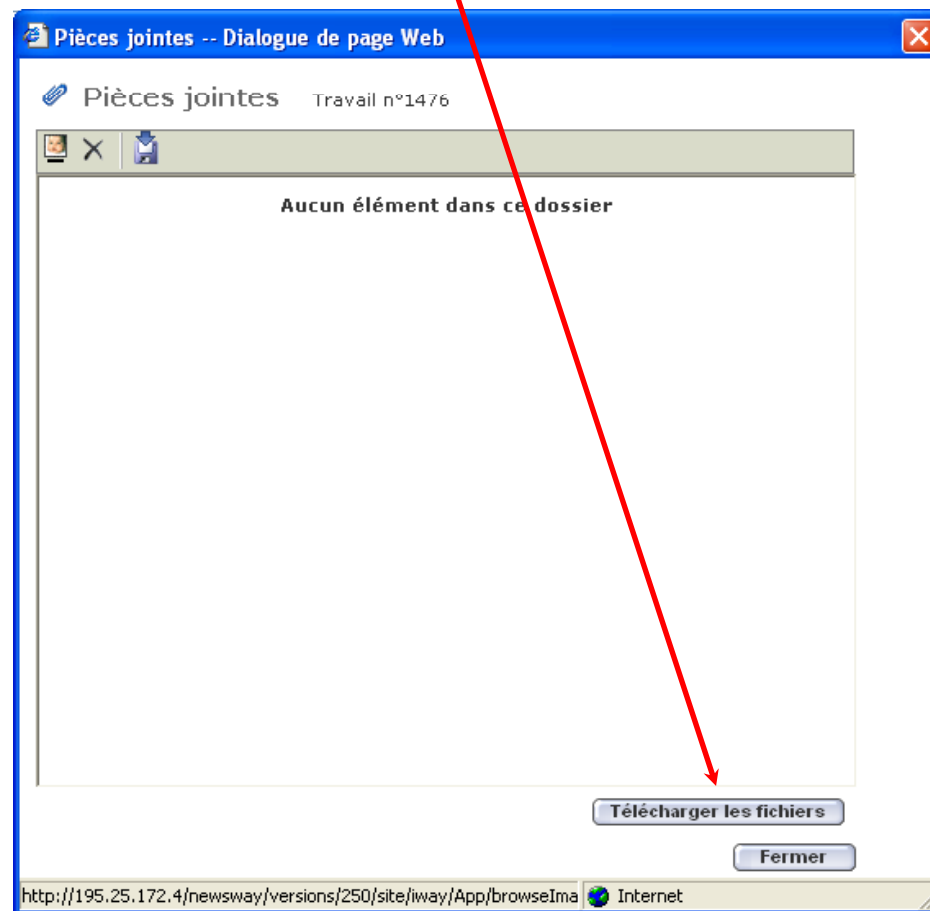 Pièces jointes -- Dialogue de page Web
Pièces jointes Travail n°1476
Aucun élément dans ce dossier
Télécharger les fichiers
Fermer
http://195.25.172.4/newsway/versions/250/site/iway/App/browseIma Internet